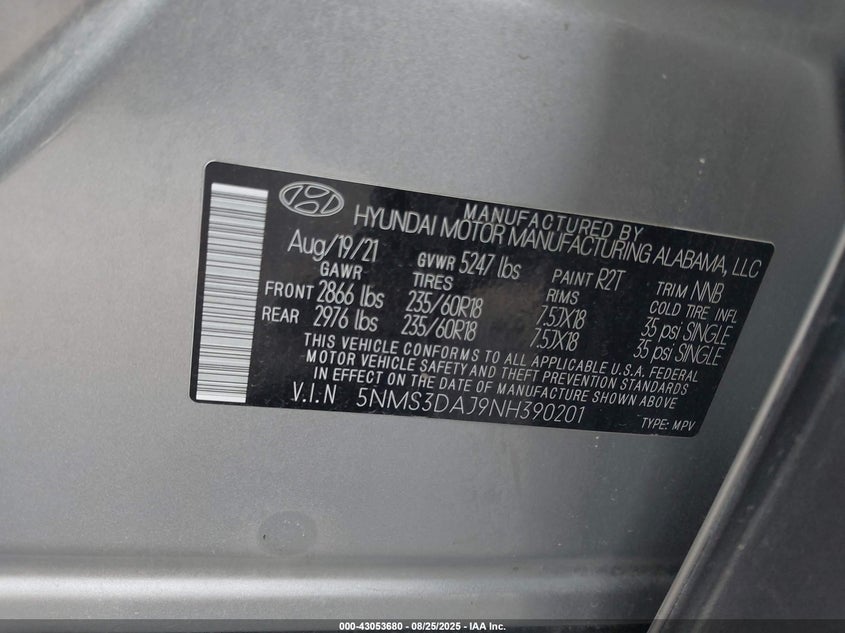 MANUFACTURED BY
HYUNDAI MOTOR MANUFACTURING ALABAMA, LLC
Aug/19/21 GVWR 5247 lbs PAINT R2T TRIM NNB
GAWR TIRES RIMS COLD TIRE INFL
FRONT 2866 lbs 235/60R18 7.5JX18 35 psi SINGLE
REAR 2976 lbs 235/60R18 7.5JX18 35 psi SINGLE
THIS VEHICLE CONFORMS TO ALL APPLICABLE U.S.A. FEDERAL
MOTOR VEHICLE SAFETY AND THEFT PREVENTION STANDARDS
IN EFFECT ON THE DATE OF MANUFACTURE SHOWN ABOVE.
V.I.N 5NMS3DAJ9NH390201 TYPE: MPV
000-43053680 - 08/25/2025 - IAA Inc.